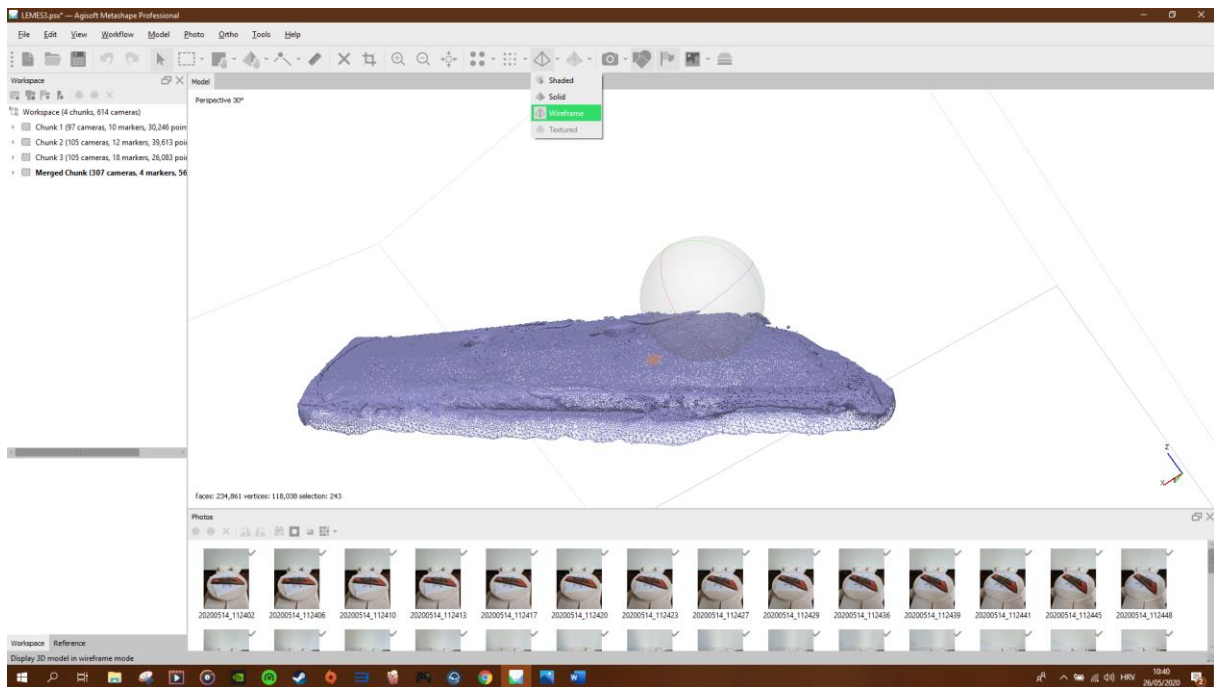 LEMES3.psx* — Agisoft Metashape Professional
File Edit View Workflow Model Photo Ortho Tools Help
Workspace
Model
Workspace (4 chunks, 614 cameras)
Chunk 1 (97 cameras, 10 markers, 30,246 poin
Chunk 2 (105 cameras, 12 markers, 39,613 poi
Chunk 3 (105 cameras, 18 markers, 26,083 poi
Merged Chunk (307 cameras, 4 markers, 56
Perspective 30°
Shaded
Solid
Wireframe
Textured
Z
X
faces: 234,861 vertices: 118,038 selection: 243
Photos
20200514_112402 20200514_112406 20200514_112410 20200514_112413 20200514_112417 20200514_112420 20200514_112423 20200514_112427 20200514_112429 20200514_112436 20200514_112439 20200514_112441 20200514_112445 20200514_112448
Workspace Reference
Display 3D model in wireframe mode
HRV
10:40
26/05/2020